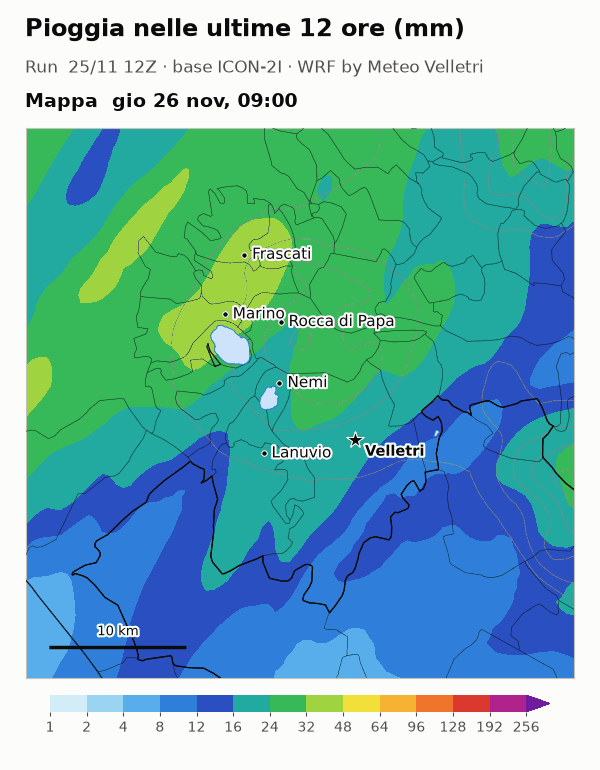 Pioggia nelle ultime 12 ore (mm)
Run 25/11 12Z · base ICON-2I · WRF by Meteo Velletri
Mappa gio 26 nov, 09:00
Frascati
Marino
Rocca di Papa
Nemi
Velletri
Lanuvio
10 km
1 2 4 8 12 16 24 32 48 64 96 128 192 256